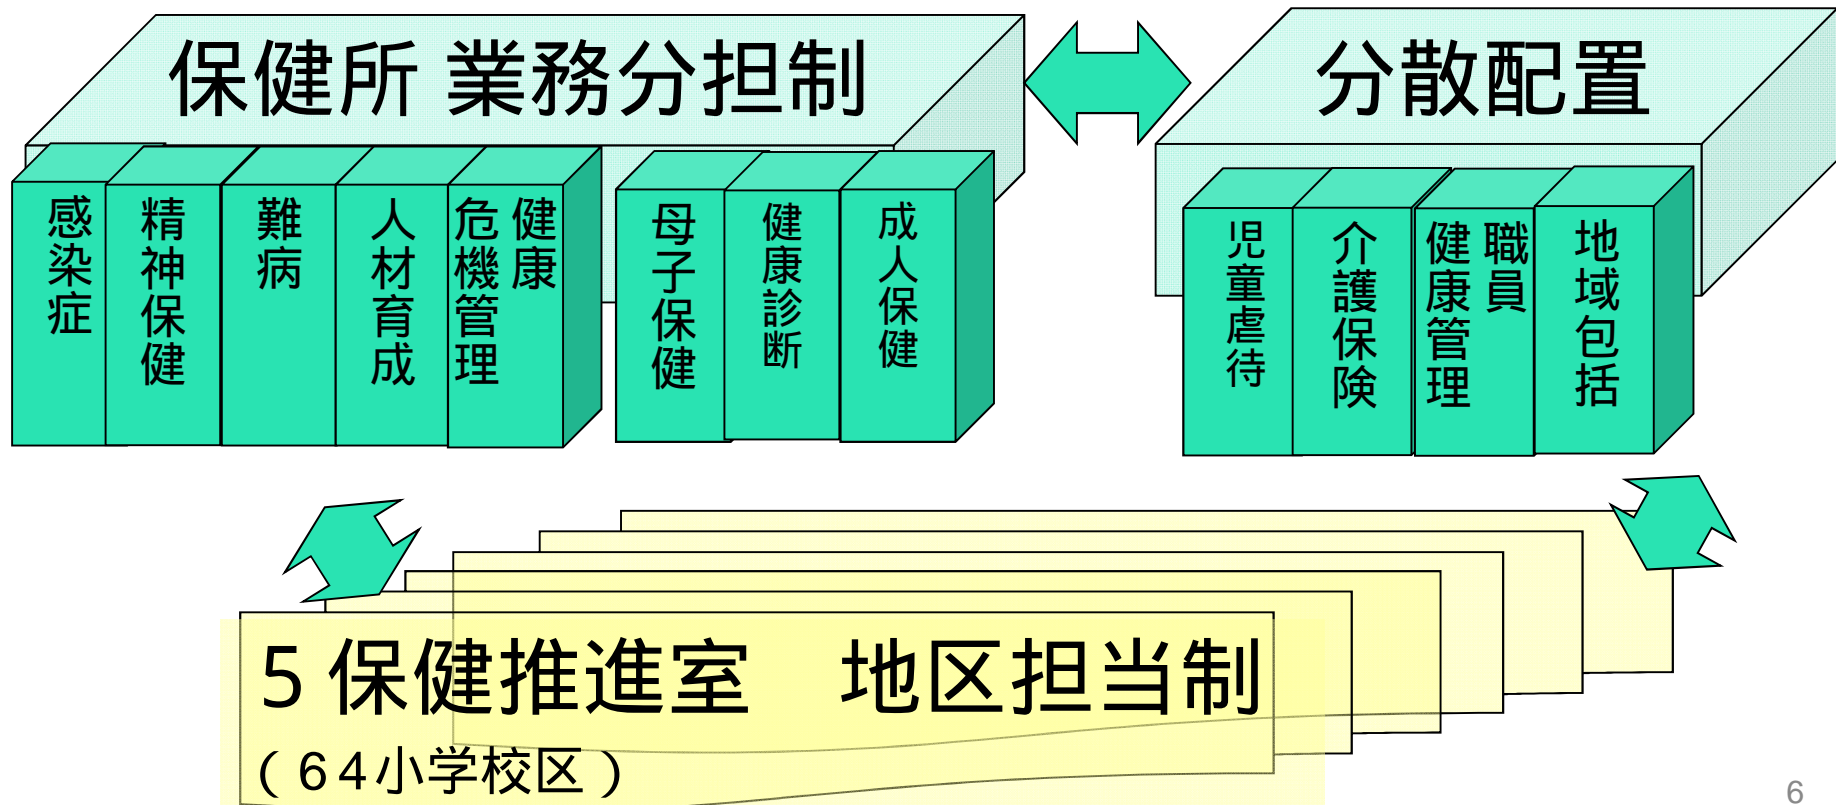 保健所 業務分担制
分散配置
感染症
精神保健
難病
人材育成
健康
危機管理
母子保健
健康診断
成人保健
児童虐待
介護保険
職員
健康管理
地域包括
5保健推進室　地区担当制
（64小学校区）
6